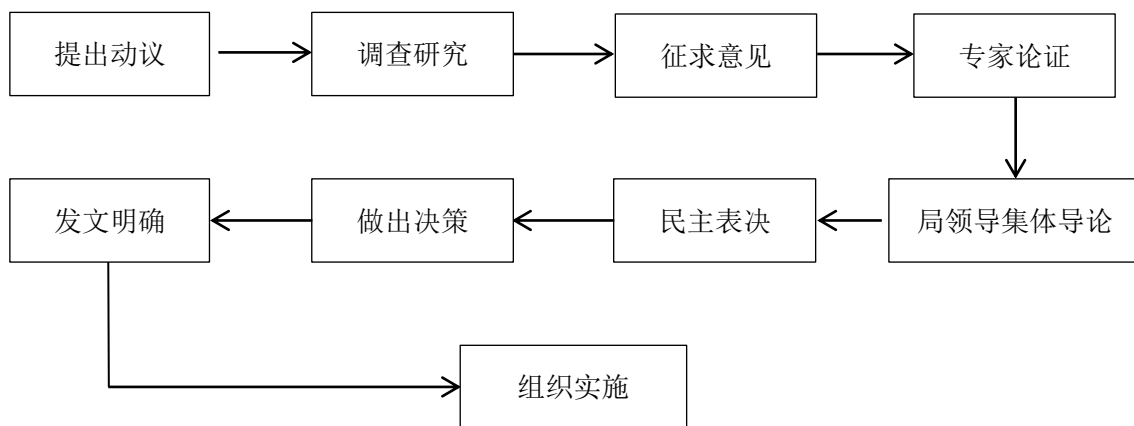 提出动议
调查研究
征求意见
专家论证
局领导集体导论
民主表决
做出决策
发文明确
组织实施